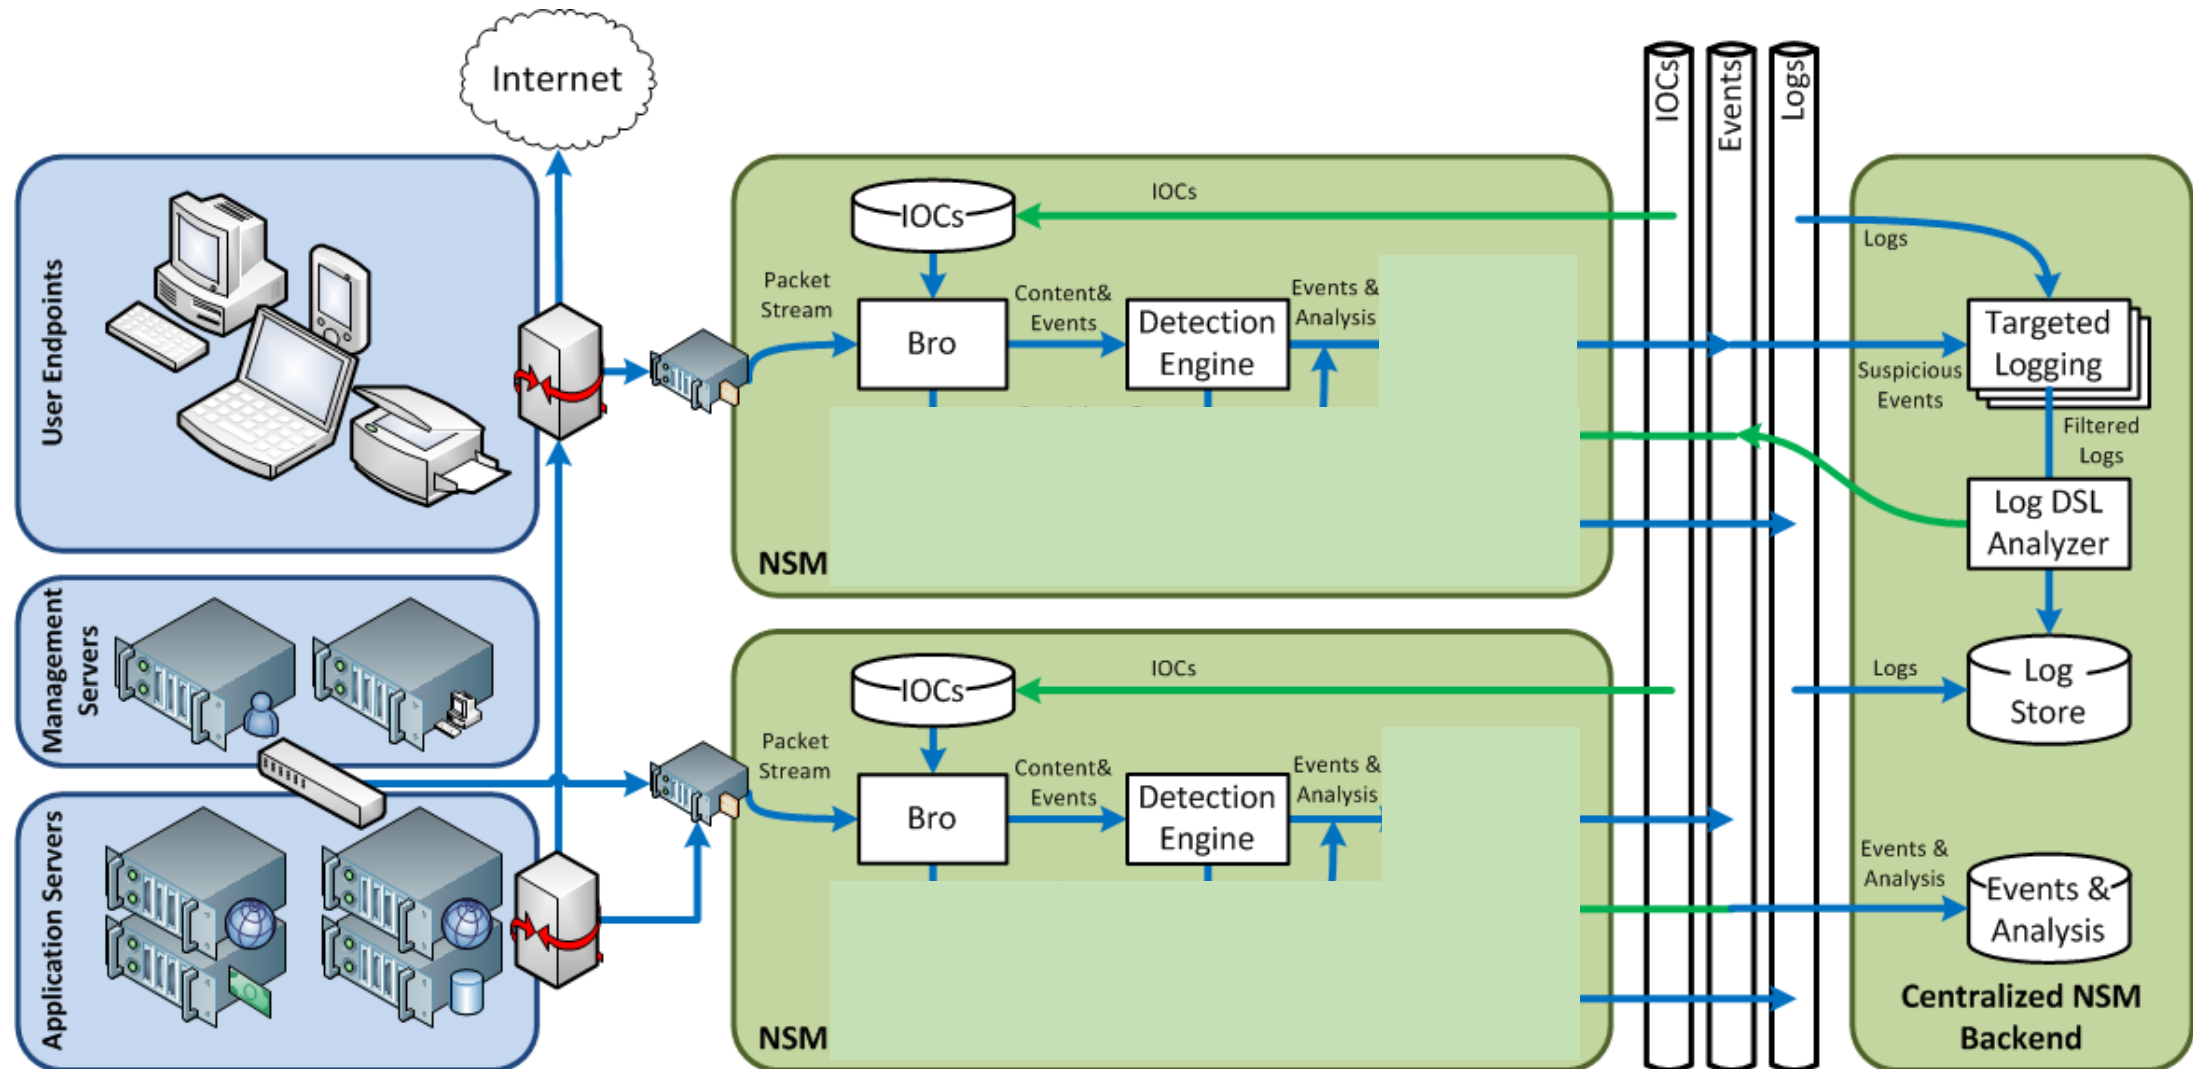 Internet
IOCs
Events
Logs
User Endpoints
IOCs
IOCs
Packet
Stream
Bro
Content&
Events
Detection
Engine
Events &
Analysis
NSM
Logs
Targeted
Logging
Suspicious
Events
Filtered
Logs
Log DSL
Analyzer
Management
Servers
IOCs
IOCs
Packet
Stream
Bro
Content&
Events
Detection
Engine
Events &
Analysis
NSM
Logs
Log
Store
Application Servers
Events &
Analysis
Events &
Analysis
Centralized NSM
Backend